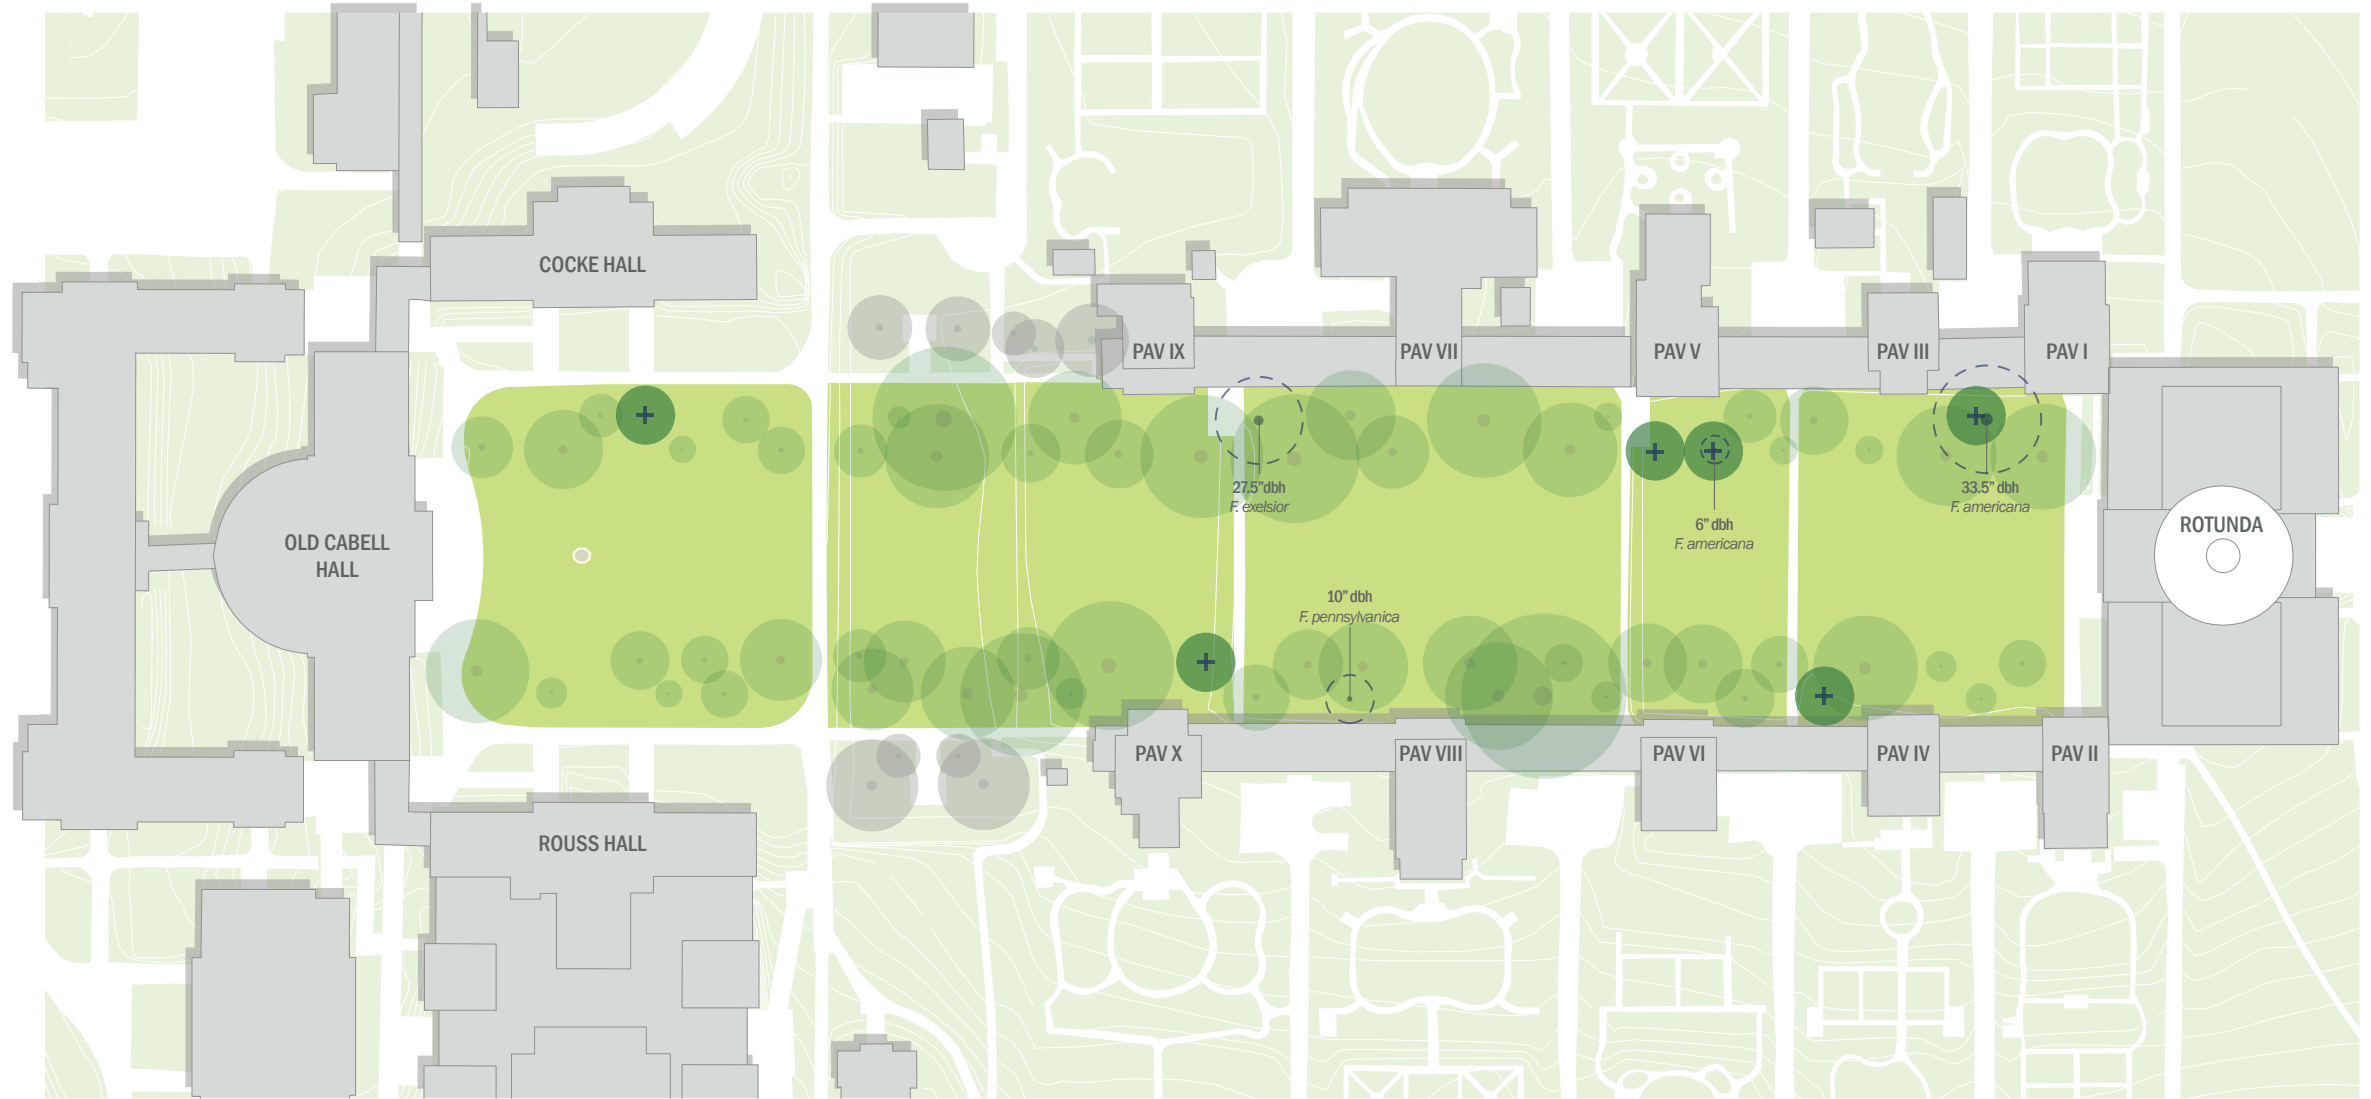 COCKE HALL
PAV IX
PAV VII
PAV V
PAV III
PAV I
27.5” dbh
F. exelsior
6” dbh
F. americana
33.5” dbh
F. americana
OLD CABELL
HALL
ROTUNDA
10” dbh
F. pennsylvanica
PAV X
PAV VIII
PAV VI
PAV IV
PAV II
ROUSS HALL